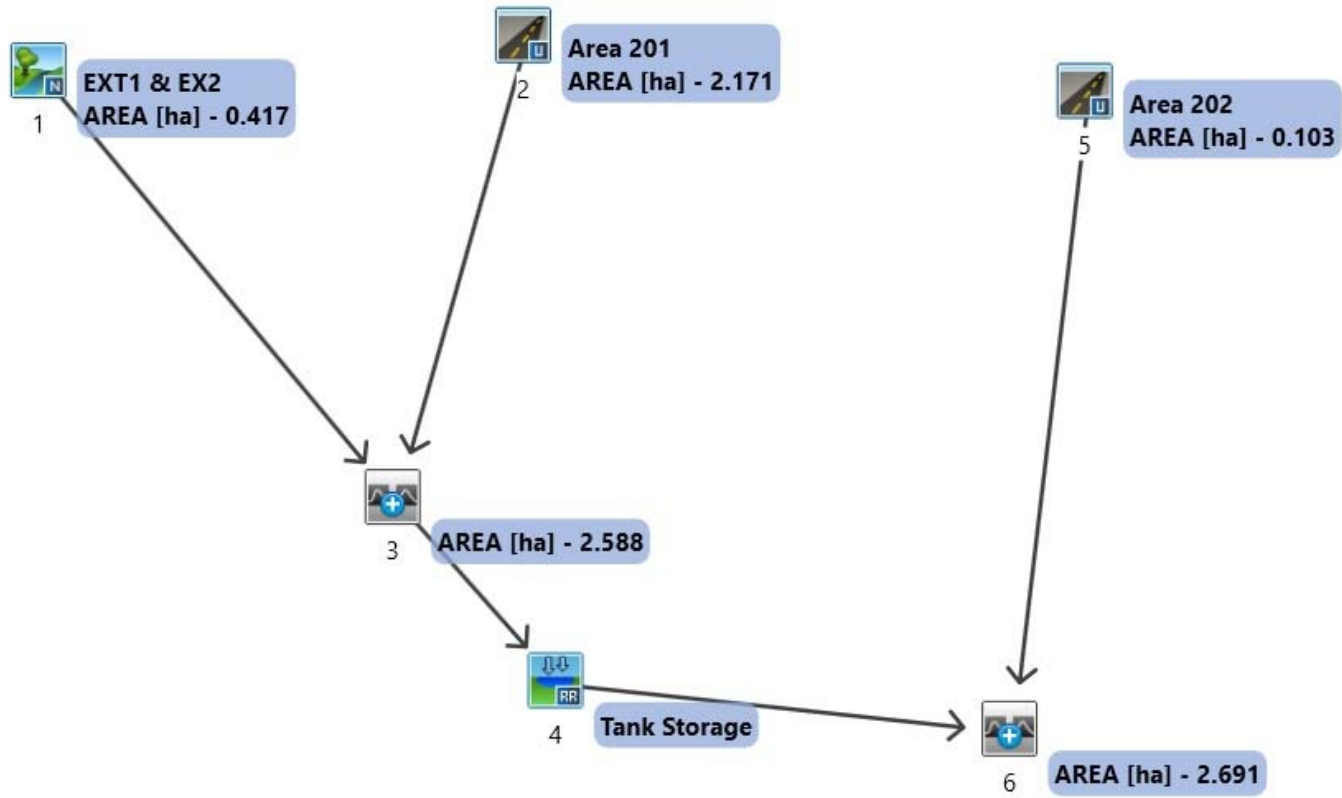 EXT1 & EX2
AREA [ha] - 0.417
N
1
Area 201
AREA [ha] - 2.171
U
2
Area 202
AREA [ha] - 0.103
U
5
3
AREA [ha] - 2.588
RR
4
Tank Storage
6
AREA [ha] - 2.691